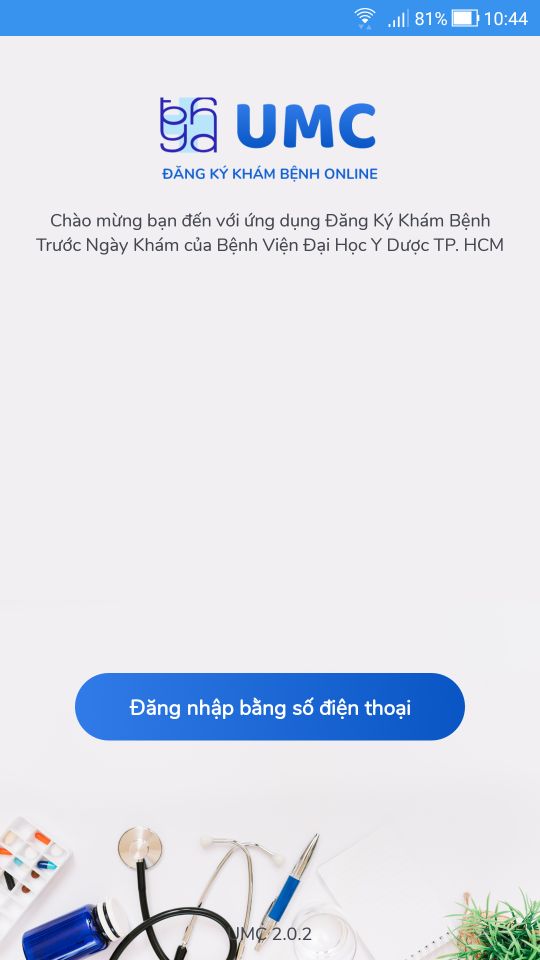 81% 10:44
UMC
ĐĂNG KÝ KHÁM BỆNH ONLINE
Chào mừng bạn đến với ứng dụng Đăng Ký Khám Bệnh
Trước Ngày Khám của Bệnh Viện Đại Học Y Dược TP. HCM
Đăng nhập bằng số điện thoại
UMC 2.0.2